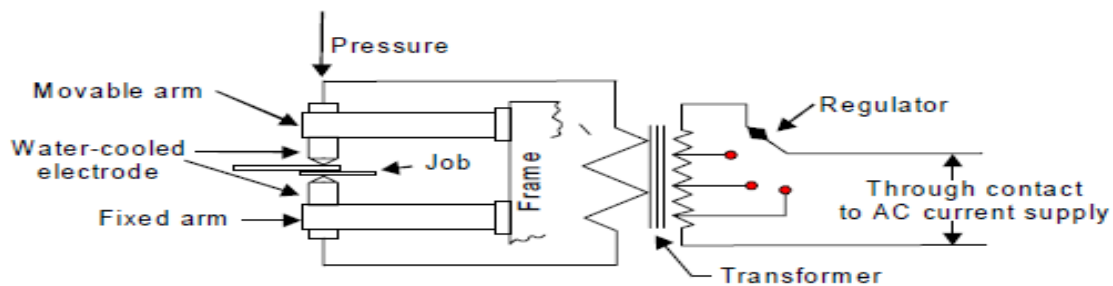 Pressure
Movable arm
Regulator
Water-cooled
electrode
Job
Frame
Through contact
to AC current supply
Fixed arm
Transformer